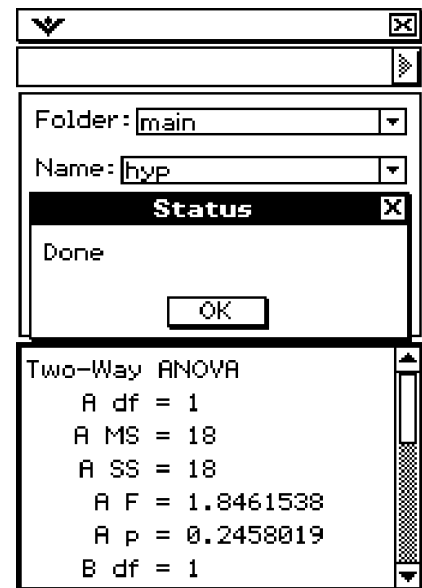 Folder: main
Name: hyp
Status
Done
OK
Two-Way ANOVA
A df = 1
A MS = 18
A SS = 18
A F = 1.8461538
A p = 0.2458019
B df = 1